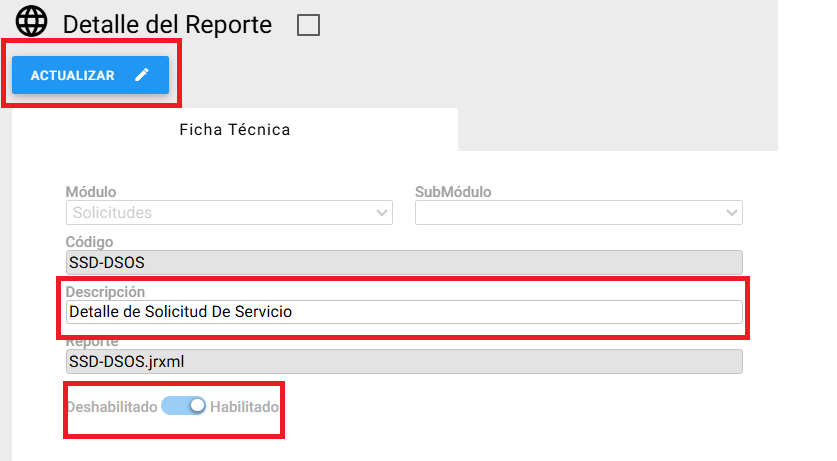 Detalle del Reporte
ACTUALIZAR
Ficha Técnica
Módulo SubMódulo
Solicitudes
Código
SSD-DSOS
Descripción
Detalle de Solicitud De Servicio
Reporte
SSD-DSOS.jrxml
Deshabilitado Habilitado